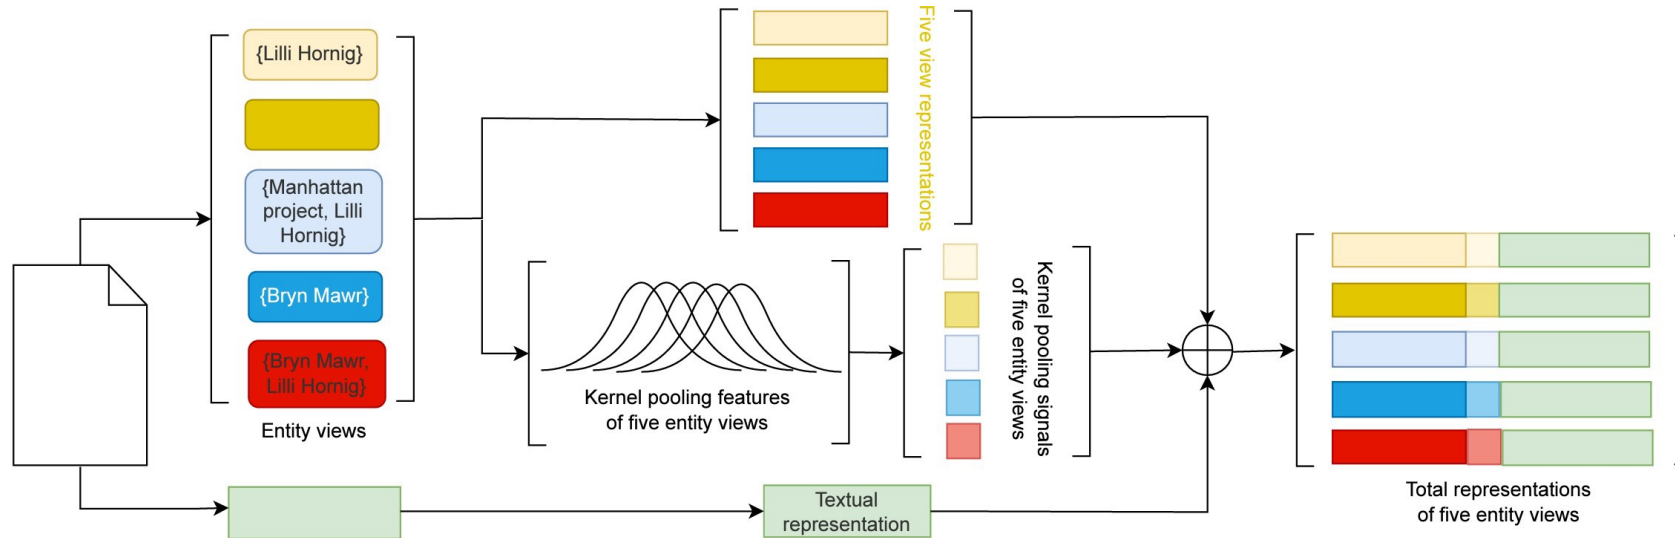 {Lilli Hornig}
{Manhattan
project, Lilli
Hornig}
{Bryn Mawr}
{Bryn Mawr,
Lilli Hornig}
Entity views
Five view representations
Kernel pooling features
of five entity views
Kernel pooling signals
of five entity views
Textual
representation
Total representations
of five entity views